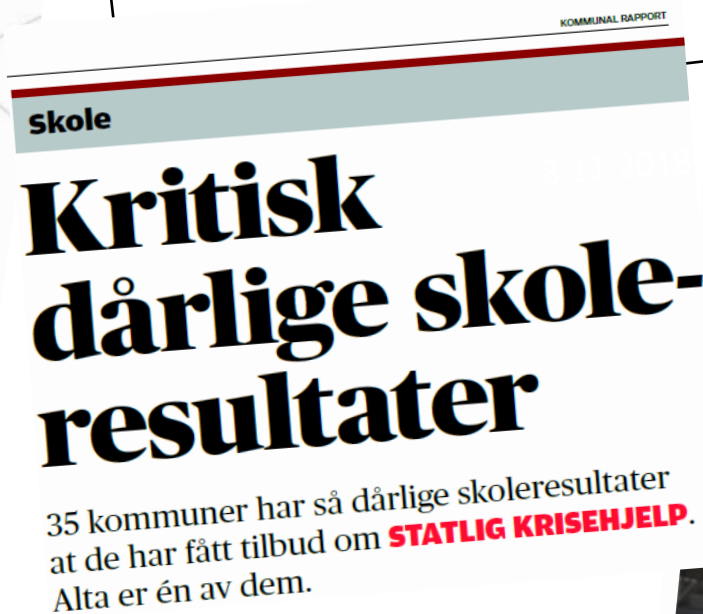 KOMMUNAL RAPPORT
Skole
Kritisk
dårlige skole-
resultater
35 kommuner har så dårlige skoleresultater
at de har fått tilbud om STATLIG KRISEHJELP.
Alta er én av dem.